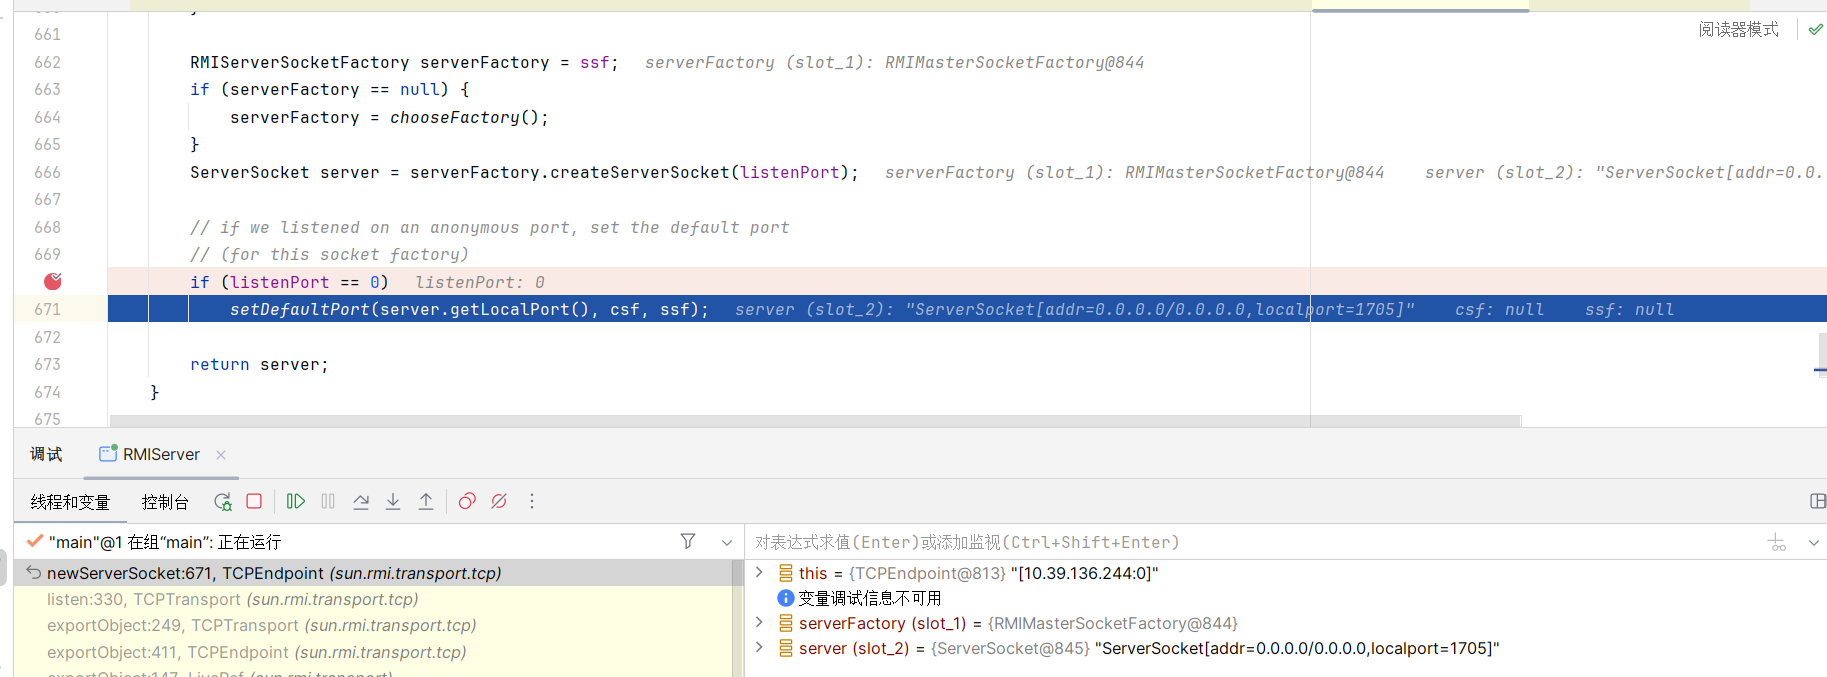 661
阅读器模式
662 RMIServerSocketFactory serverFactory = ssf; serverFactory (slot_1): RMIMasterSocketFactory@844
663 if (serverFactory == null) {
664 serverFactory = chooseFactory();
665 }
666 ServerSocket server = serverFactory.createServerSocket(listenPort); serverFactory (slot_1): RMIMasterSocketFactory@844 server (slot_2): "ServerSocket[addr=0.0.
667
668 // if we listened on an anonymous port, set the default port
669 // (for this socket factory)
if (listenPort == 0) listenPort: 0
671 setDefaultPort(server.getLocalPort(), csf, ssf); server (slot_2): "ServerSocket[addr=0.0.0.0/0.0.0.0,localport=1705]" csf: null ssf: null
672
673 return server;
674 }
675
调试 RMIServer
线程和变量 控制台
"main"@1 在组“main”: 正在运行
对表达式求值(Enter)或添加监视(Ctrl+Shift+Enter)
newServerSocket:671, TCPEndpoint (sun.rmi.transport.tcp)
this = {TCPEndpoint@813} "[10.39.136.244:0]"
listen:330, TCPTransport (sun.rmi.transport.tcp)
变量调试信息不可用
exportObject:249, TCPTransport (sun.rmi.transport.tcp)
serverFactory (slot_1) = {RMIMasterSocketFactory@844}
exportObject:411, TCPEndpoint (sun.rmi.transport.tcp)
server (slot_2) = {ServerSocket@845} "ServerSocket[addr=0.0.0.0/0.0.0.0,localport=1705]"
exportObject:147, LiveRef (sun.rmi.transport)